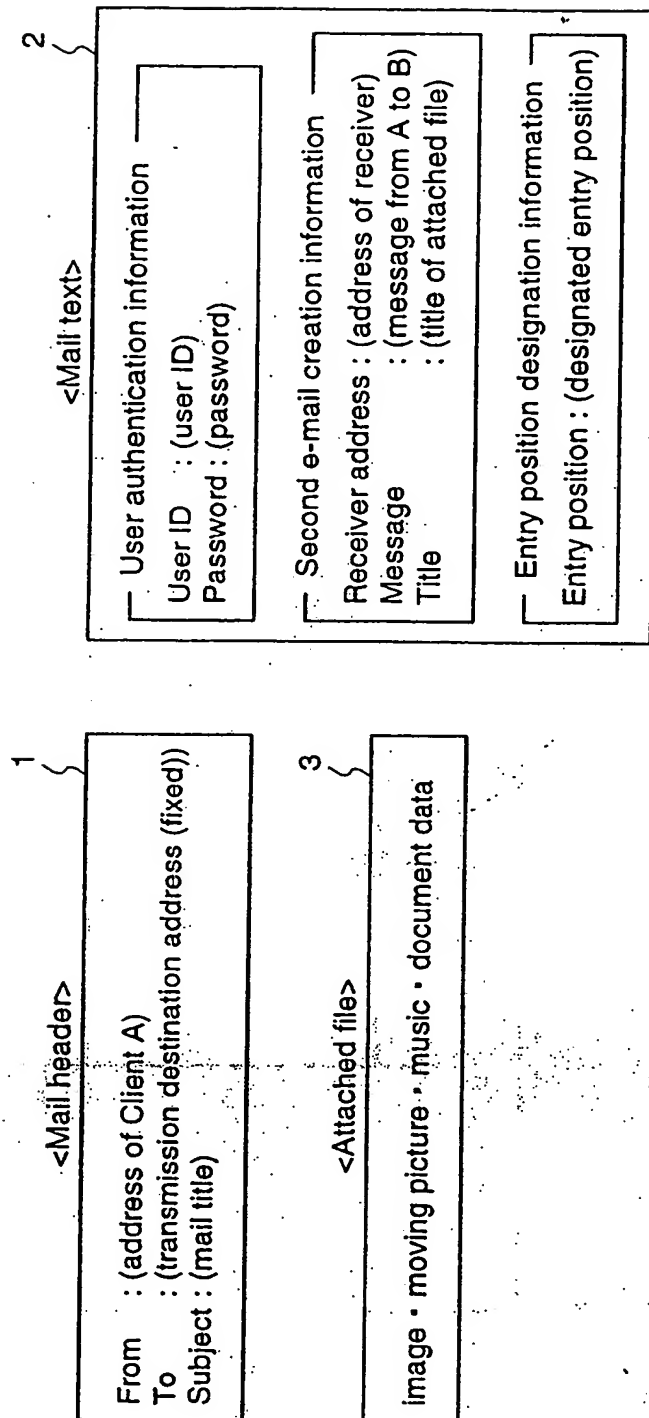 <Mail header>
1
From : (address of Client A)
To : (transmission destination address (fixed))
Subject : (mail title)
<Attached file>
3
image・moving picture・music・document data
<Mail text>
2
User authentication information
User ID : (user ID)
Password : (password)
Second e-mail creation information
Receiver address : (address of receiver)
Message : (message from A to B)
Title : (title of attached file)
Entry position designation information
Entry position : (designated entry position)